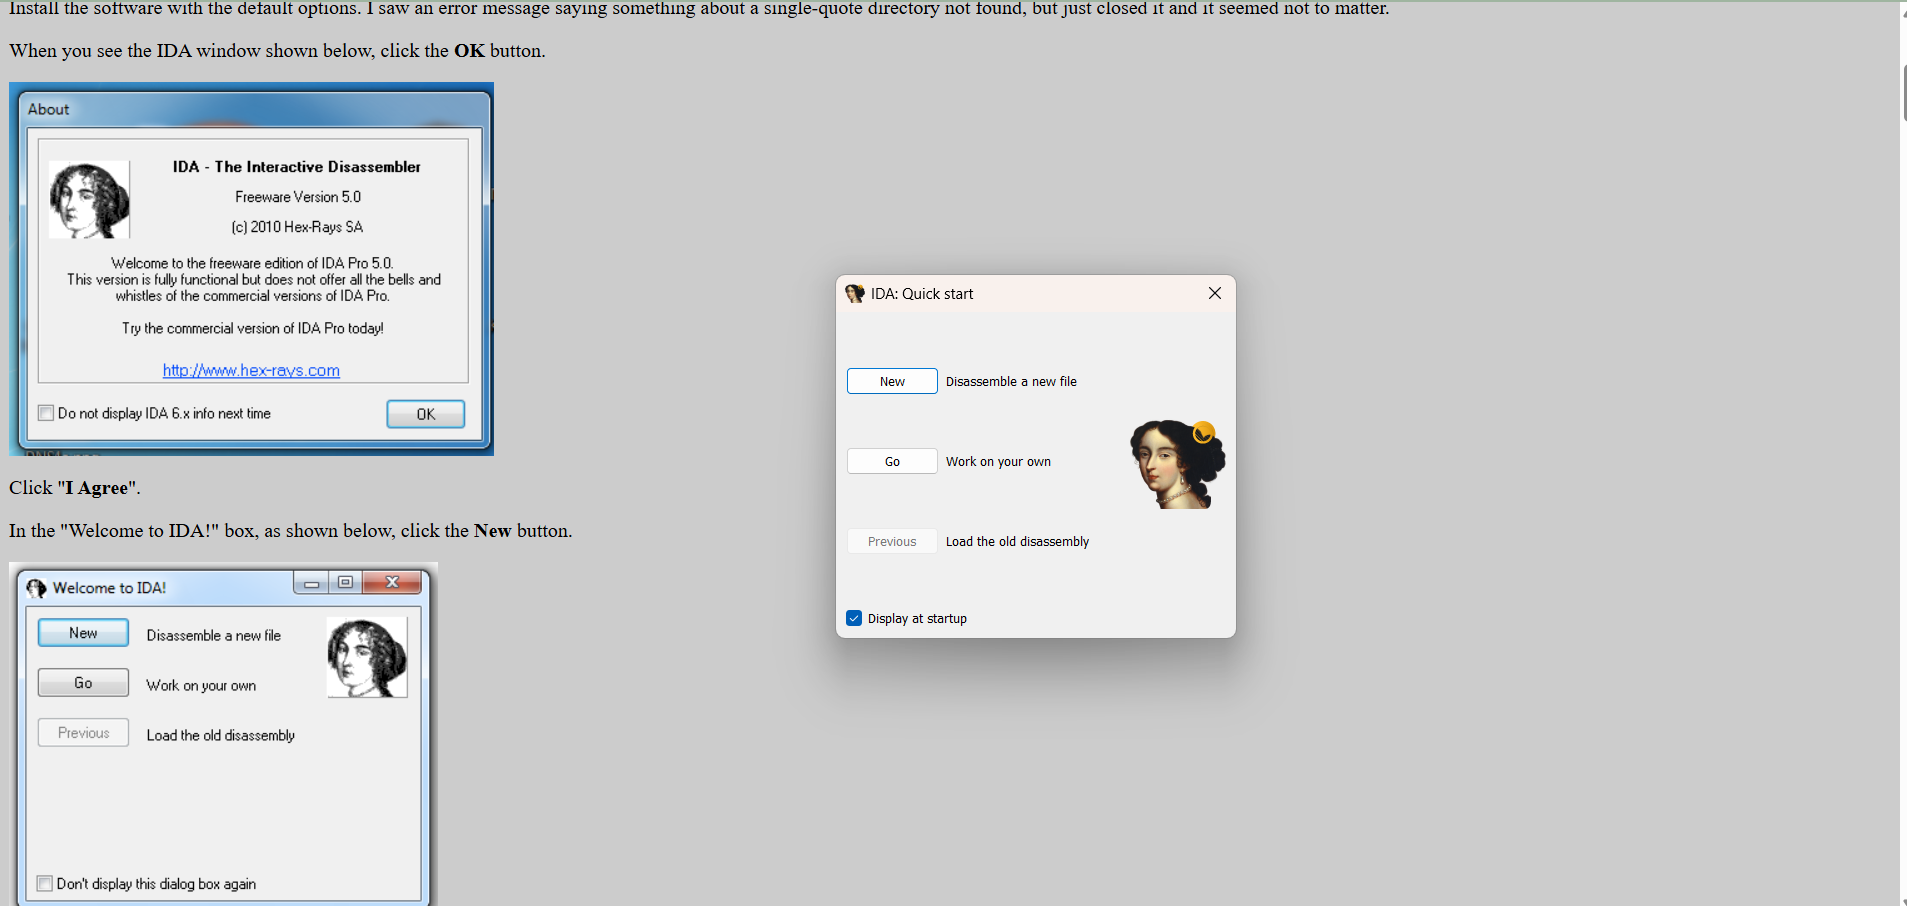 Install the software with the default options. I saw an error message saying something about a single-quote directory not found, but just closed it and it seemed not to matter.
When you see the IDA window shown below, click the OK button.
About
IDA - The Interactive Disassembler
Freeware Version 5.0
(c) 2010 Hex-Rays SA
Welcome to the freeware edition of IDA Pro 5.0.
This version is fully functional but does not offer all the bells and
whistles of the commercial versions of IDA Pro.
Try the commercial version of IDA Pro today!
http://www.hex-rays.com
Do not display IDA 6.x info next time
OK
Click "I Agree".
In the "Welcome to IDA!" box, as shown below, click the New button.
Welcome to IDA!
New
Disassemble a new file
Go
Work on your own
Previous
Load the old disassembly
Don't display this dialog box again
IDA: Quick start
New
Disassemble a new file
Go
Work on your own
Previous
Load the old disassembly
Display at startup